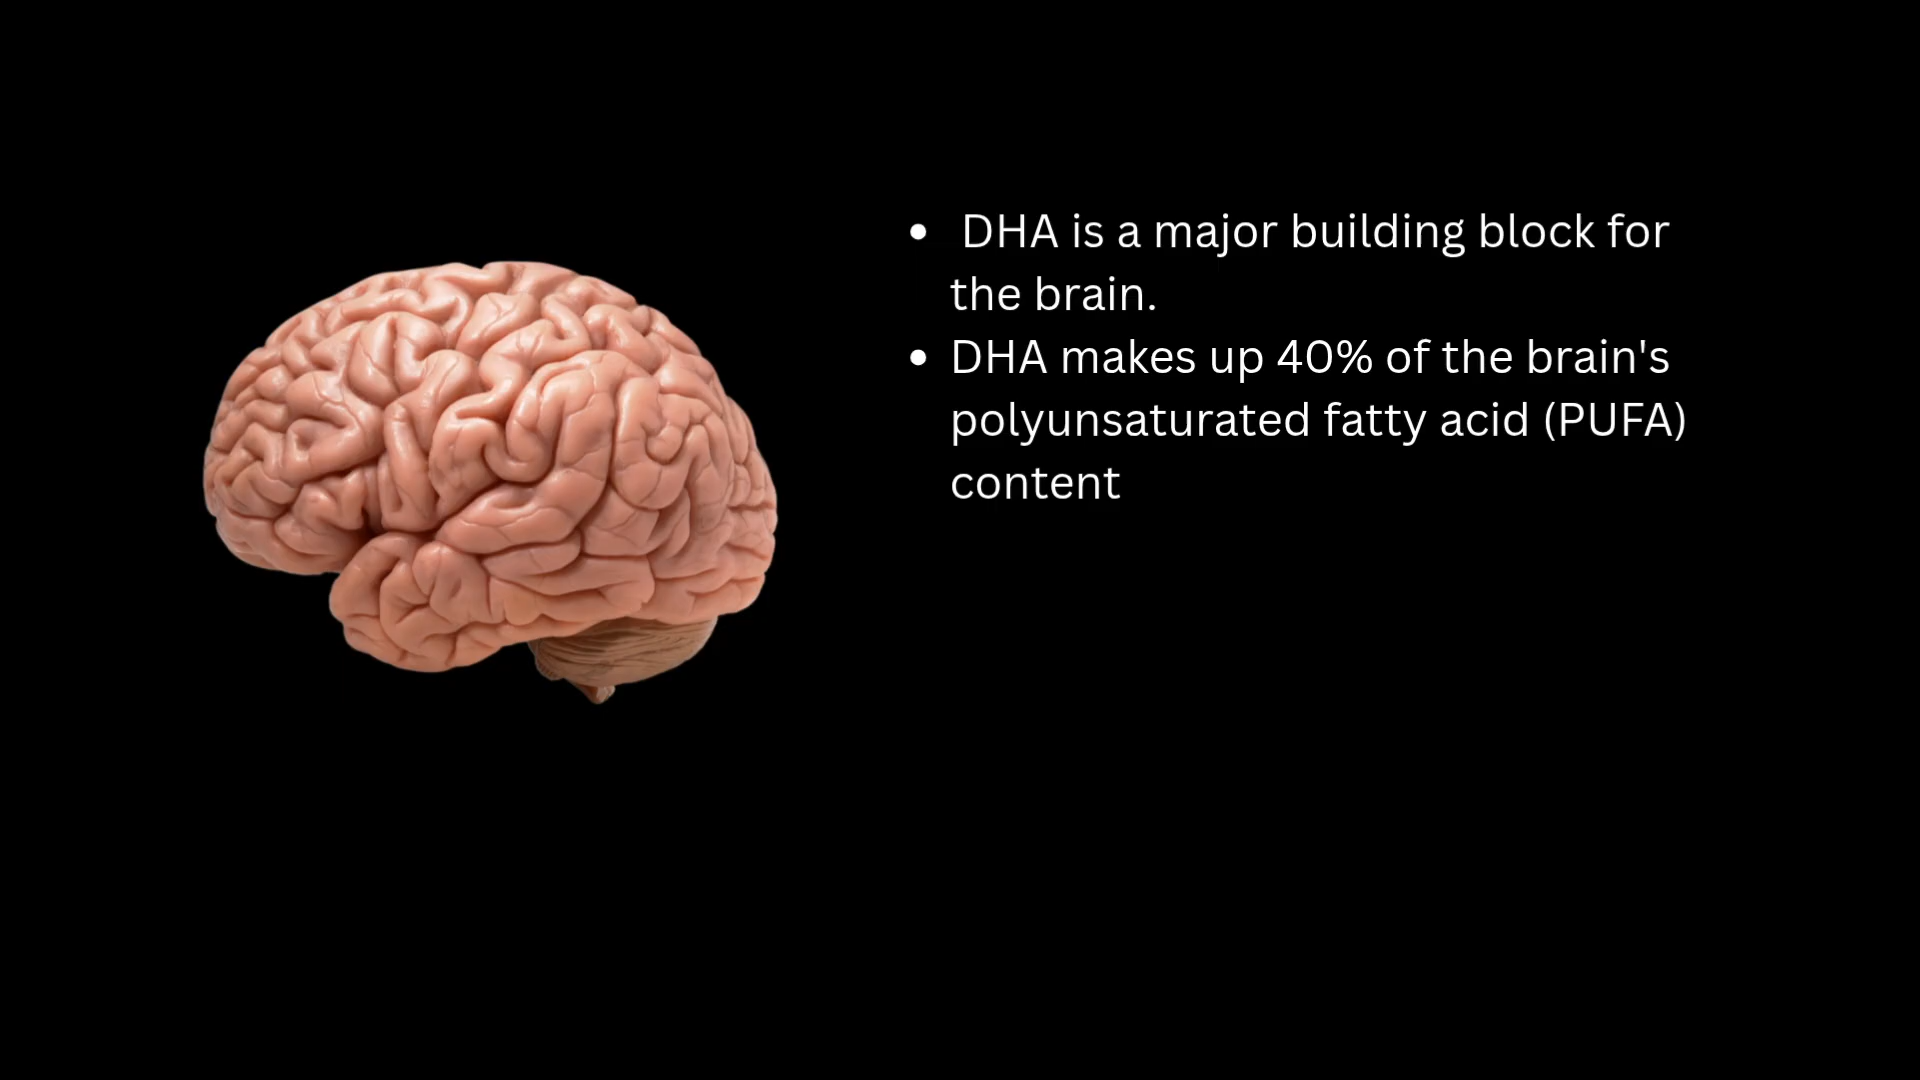 • DHA is a major building block for
the brain.
• DHA makes up 40% of the brain's
polyunsaturated fatty acid (PUFA)
content